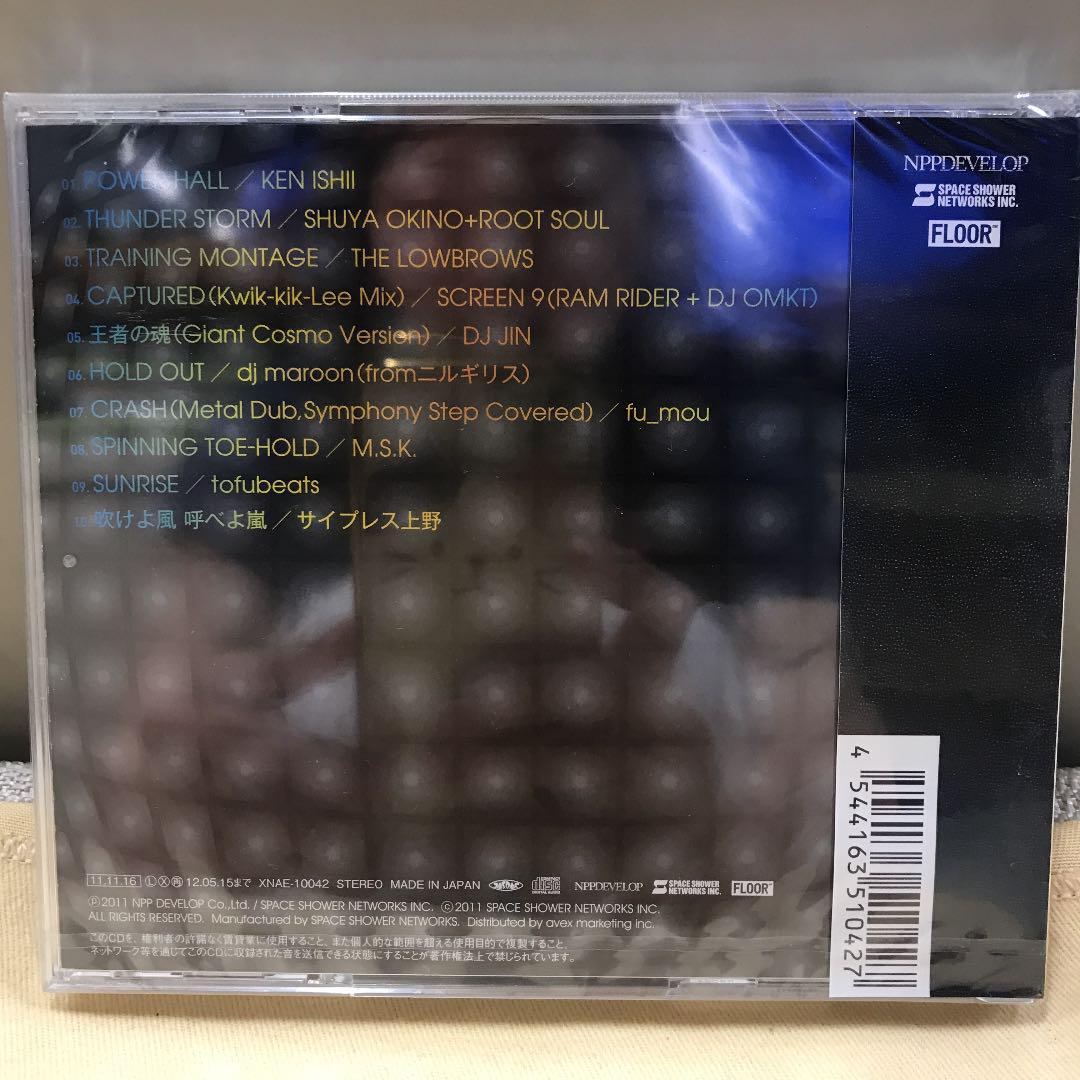 01. POWER HALL / KEN ISHII
02. THUNDER STORM / SHUYA OKINO+ROOT SOUL
03. TRAINING MONTAGE / THE LOWBROWS
04. CAPTURED(Kwik-kik-Lee Mix) / SCREEN 9(RAM RIDER + DJ OMKT)
05. 王者の魂(Giant Cosmo Version) / DJ JIN
06. HOLD OUT / dj maroon(fromニルギリス)
07. CRASH(Metal Dub,Symphony Step Covered) / fu_mou
08. SPINNING TOE-HOLD / M.S.K.
09. SUNRISE / tofubeats
10. 吹けよ風 呼べよ嵐 / サイプレス上野
NPPDEVELOP
SPACE SHOWER
NETWORKS INC.
FLOOR™
4 544163 510427
11.11.16 Ⓛ Ⓧ ㊢ 12.05.15まで XNAE-10042 STEREO MADE IN JAPAN COMPACT disc DIGITAL AUDIO NPPDEVELOP SPACE SHOWER NETWORKS INC. FLOOR™
Ⓟ2011 NPP DEVELOP Co.,Ltd. / SPACE SHOWER NETWORKS INC. Ⓒ2011 SPACE SHOWER NETWORKS INC.
ALL RIGHTS RESERVED. Manufactured by SPACE SHOWER NETWORKS. Distributed by avex marketing inc.
このCDを、権利者の許諾なく賃貸業に使用すること、また個人的な範囲を超える使用目的で複製すること、
ネットワーク等を通じてこのCDに収録された音を送信できる状態にすることが著作権法上で禁じられています。